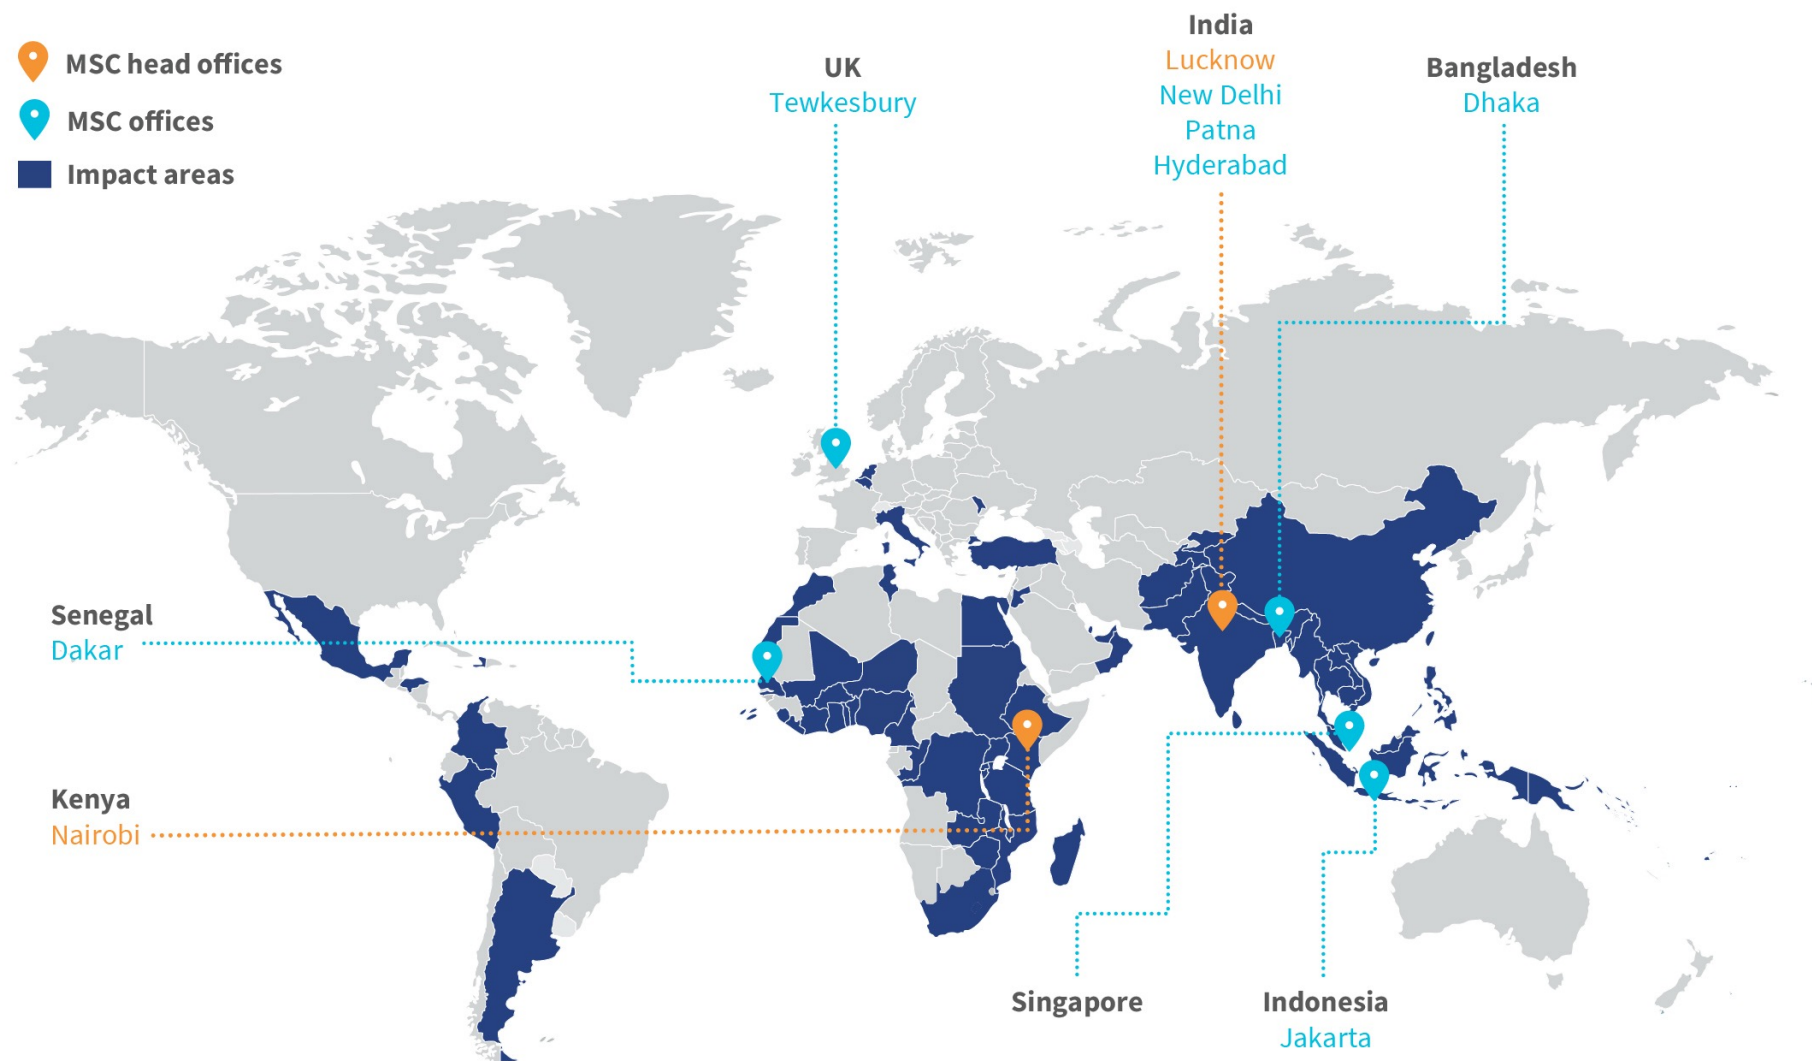 MSC head offices
MSC offices
Impact areas
UK
Tewkesbury
India
Lucknow
New Delhi
Patna
Hyderabad
Bangladesh
Dhaka
Senegal
Dakar
Kenya
Nairobi
Singapore
Indonesia
Jakarta